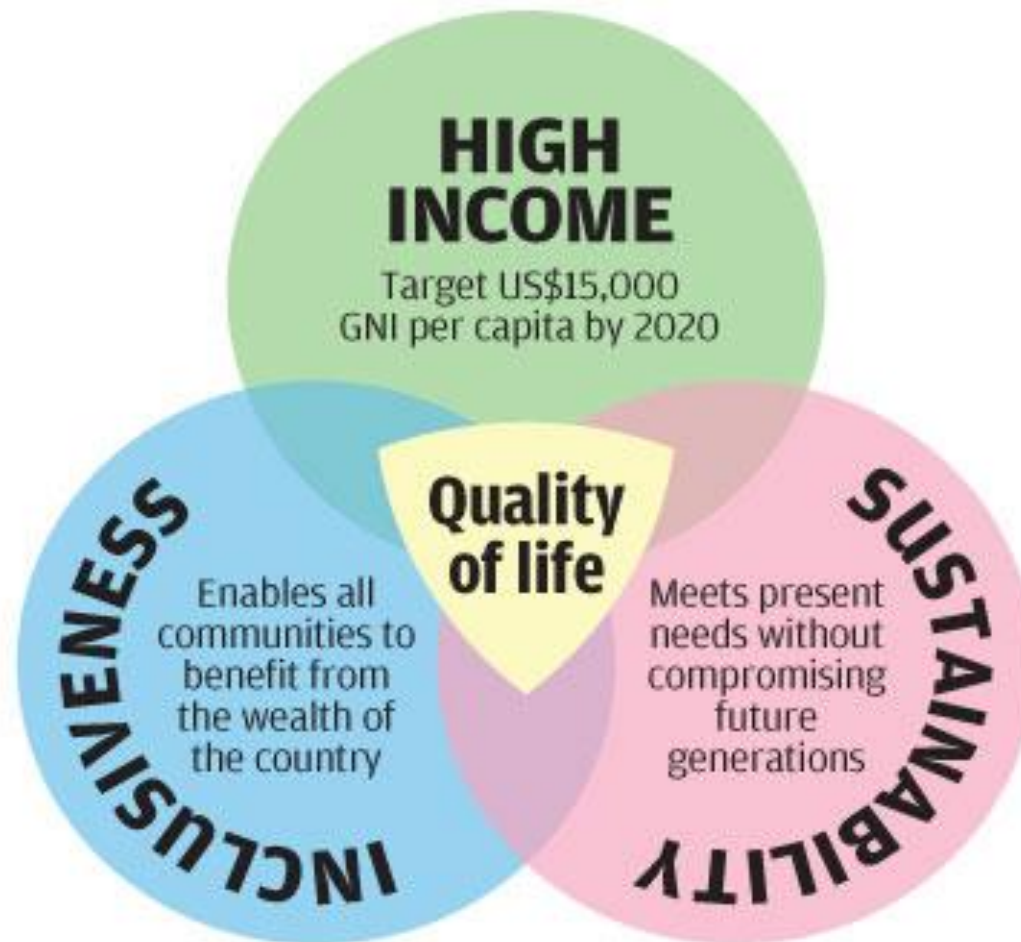 HIGH
INCOME
Target US$15,000
GNI per capita by 2020
Quality
of life
INCLUSIVENESS
Enables all
communities to
benefit from
the wealth of
the country
SUSTAINABILITY
Meets present
needs without
compromising
future
generations